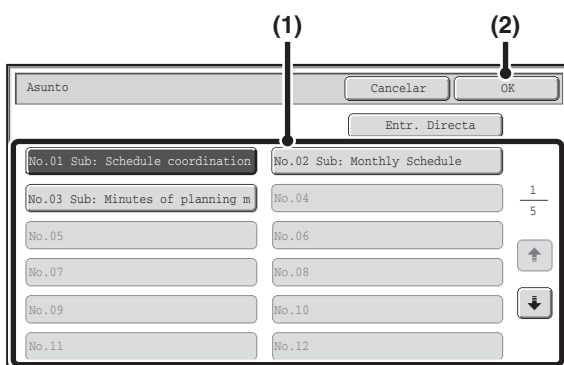 (1) (2)
Asunto Cancelar OK
Entr. Directa
No.01 Sub: Schedule coordination No.02 Sub: Monthly Schedule
No.03 Sub: Minutes of planning m No.04
1
5
No.05 No.06
No.07 No.08
No.09 No.10
No.11 No.12